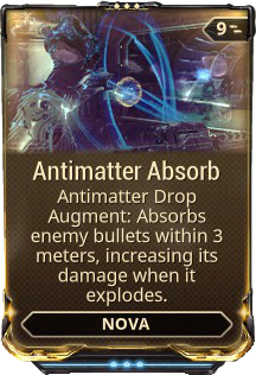 9
Antimatter Absorb
Antimatter Drop
Augment: Absorbs
enemy bullets within 3
meters, increasing its
damage when it
explodes.
NOVA